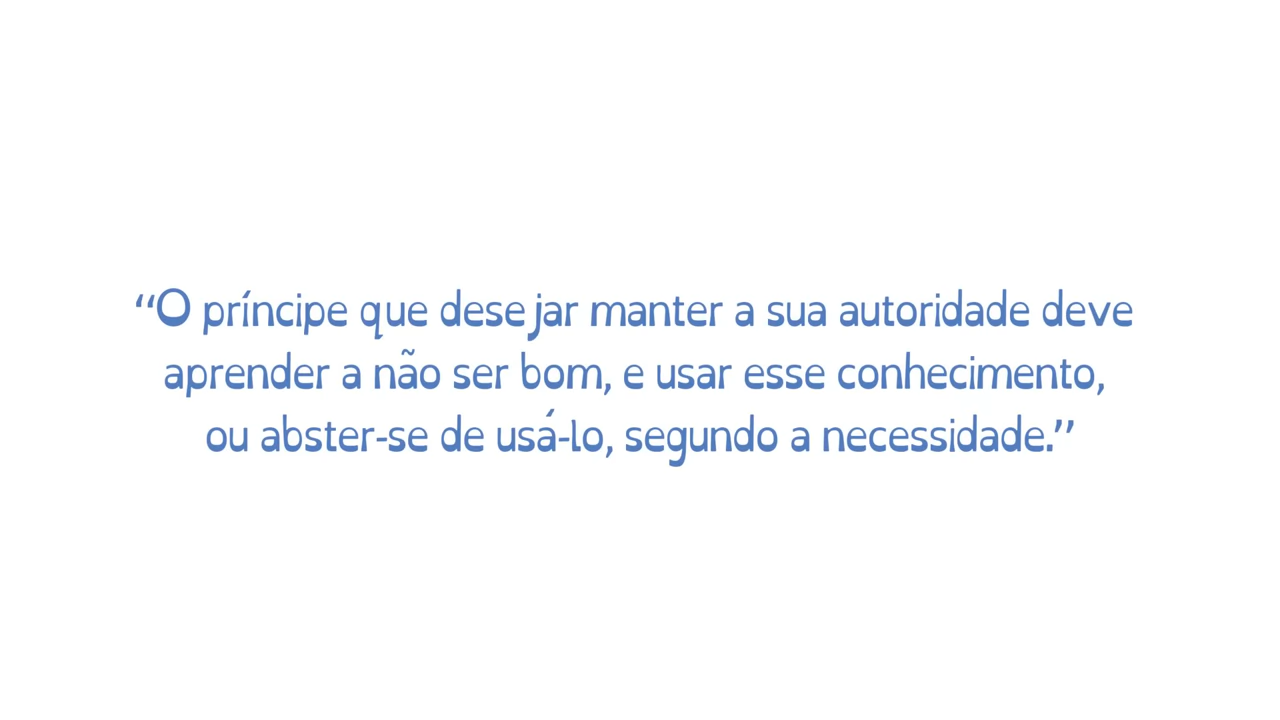 “O príncipe que desejar manter a sua autoridade deve
aprender a não ser bom, e usar esse conhecimento,
ou abster-se de usá-lo, segundo a necessidade.”